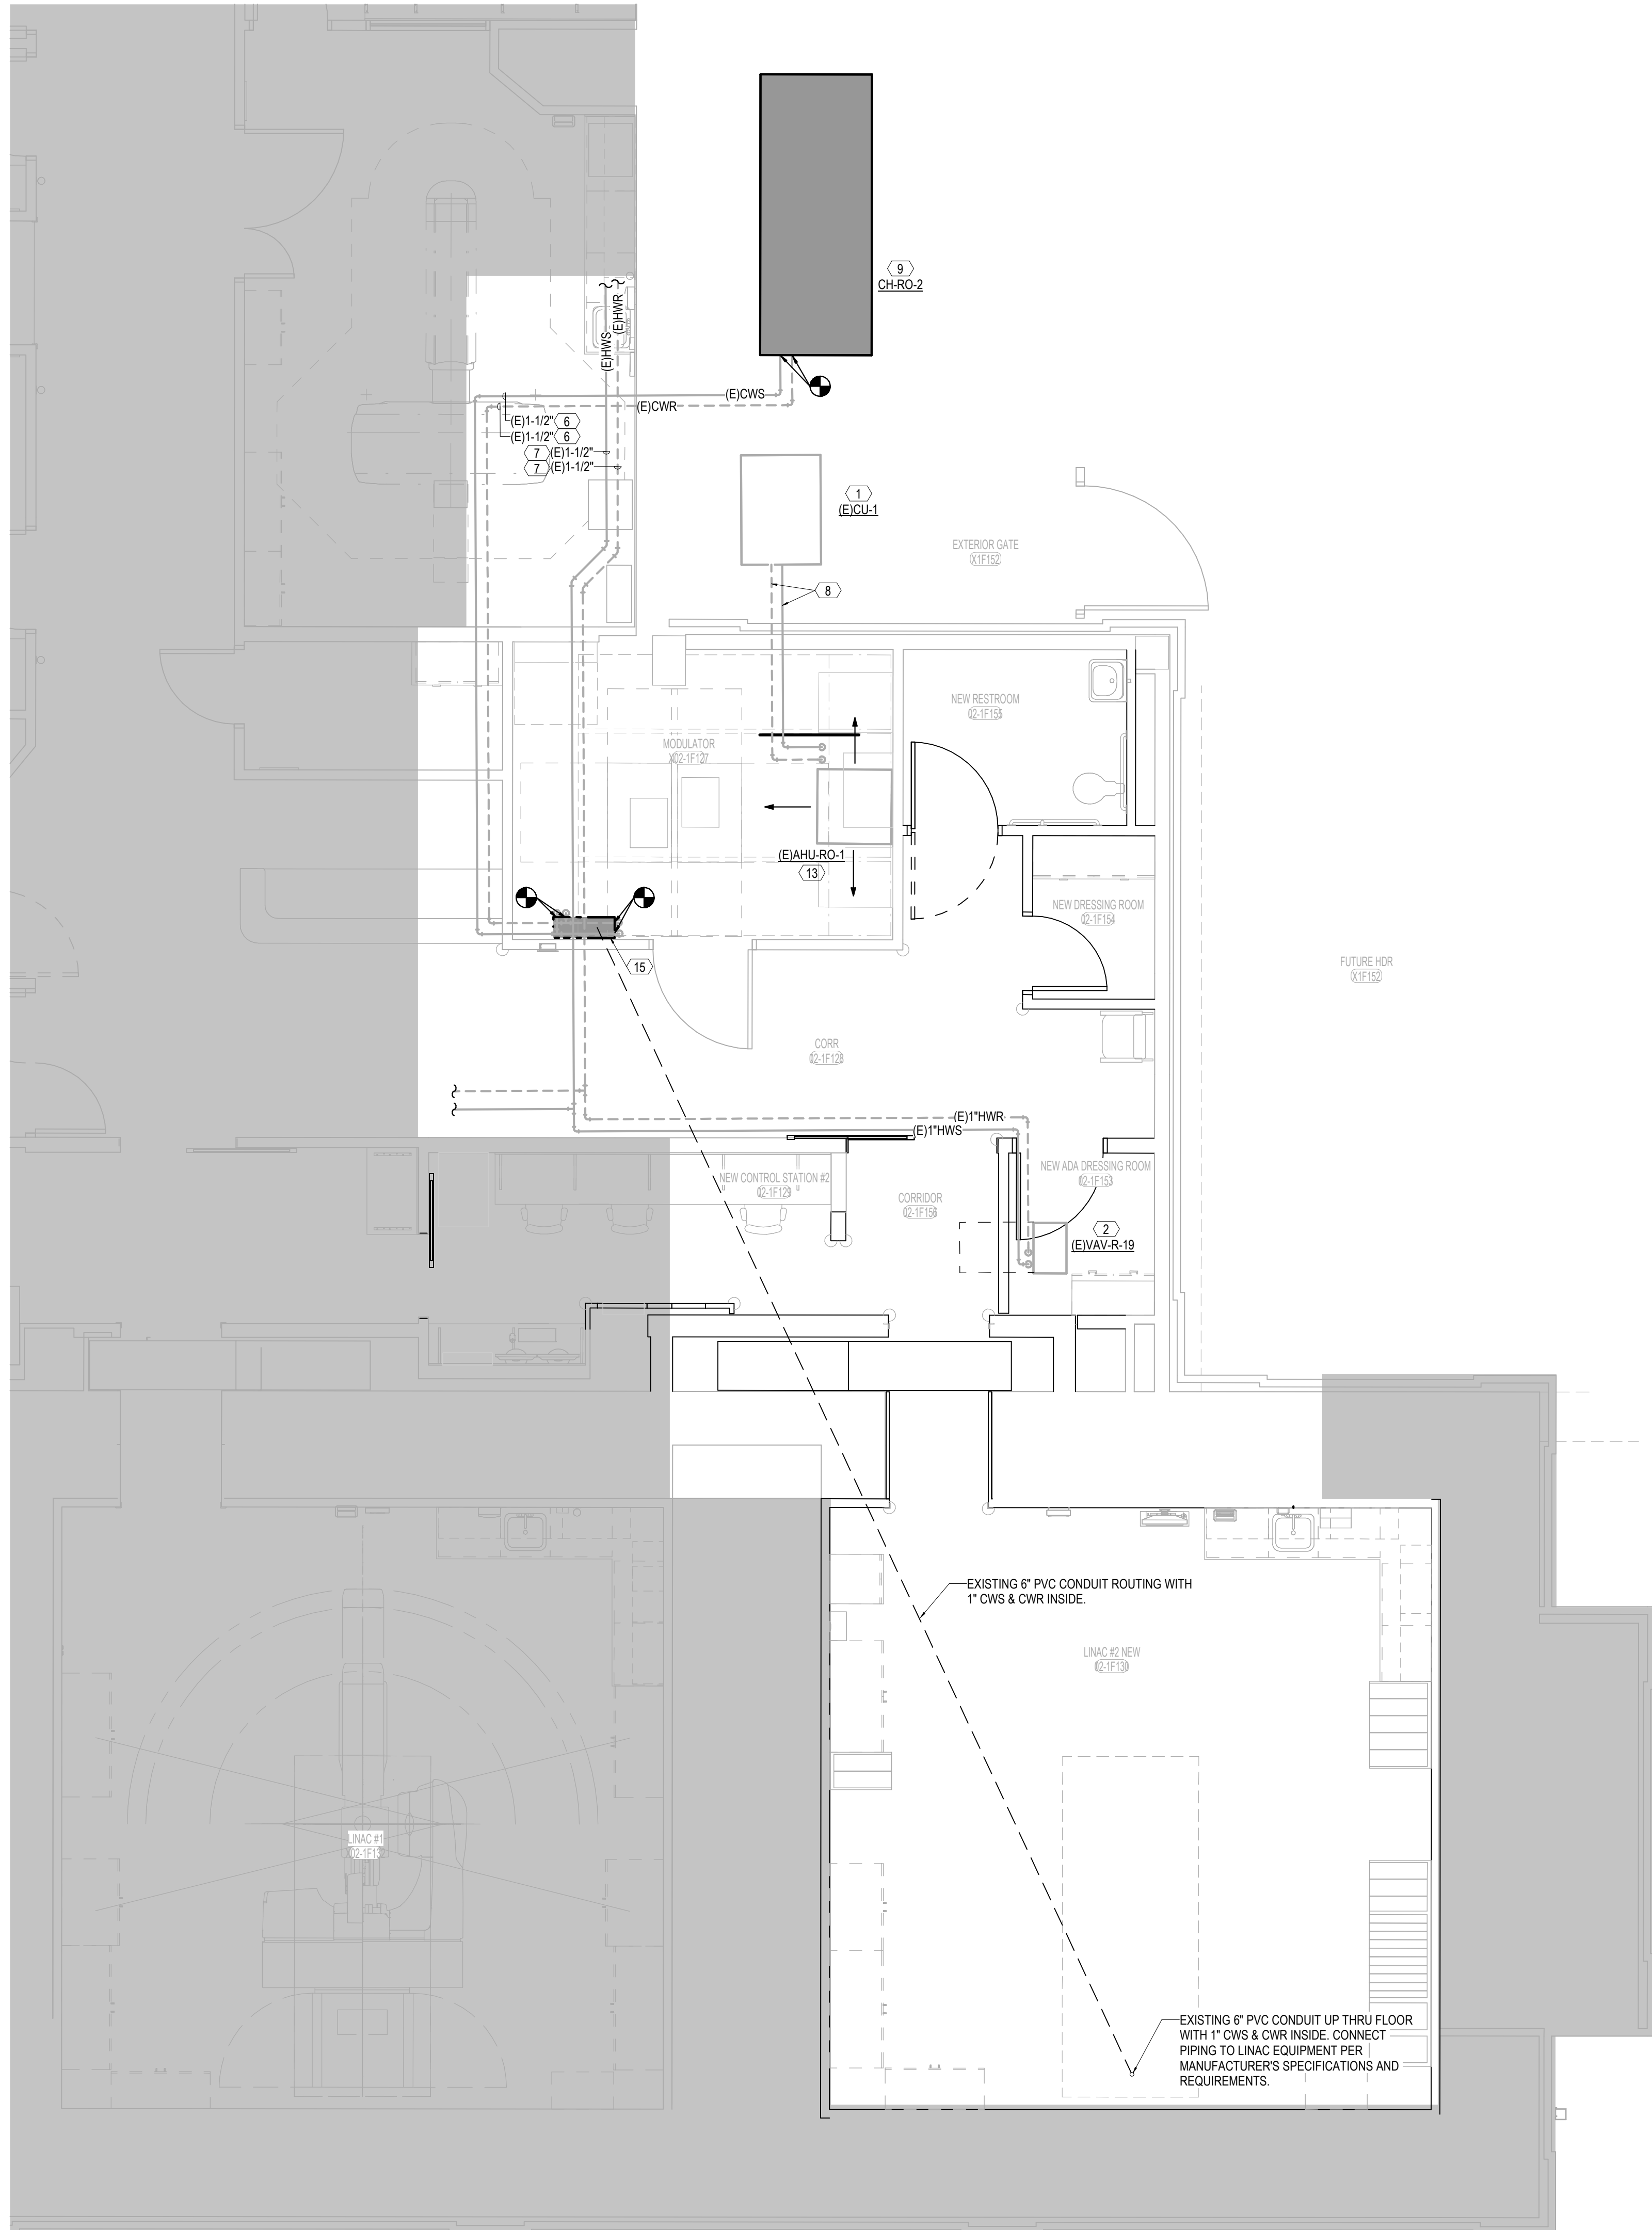 9
CH-RO-2
(E)HWR
(E)HWS
(E)CWS
(E)CWR
(E)1-1/2" 6
(E)1-1/2" 6
7 (E)1-1/2"
7 (E)1-1/2"
1
(E)CU-1
EXTERIOR GATE
X1F152
8
NEW RESTROOM
02-1F155
MODULATOR
X02-1F127
(E)AHU-RO-1
13
NEW DRESSING ROOM
02-1F154
15
FUTURE HDR
X1F152
CORR
02-1F128
(E)1"HWR
(E)1"HWS
NEW CONTROL STATION #2
02-1F129
NEW ADA DRESSING ROOM
02-1F153
CORRIDOR
02-1F156
2
(E)VAV-R-19
EXISTING 6" PVC CONDUIT ROUTING WITH
1" CWS & CWR INSIDE.
LINAC #2 NEW
02-1F130
LINAC #1
EXISTING 6" PVC CONDUIT UP THRU FLOOR
WITH 1" CWS & CWR INSIDE. CONNECT
PIPING TO LINAC EQUIPMENT PER
MANUFACTURER'S SPECIFICATIONS AND
REQUIREMENTS.